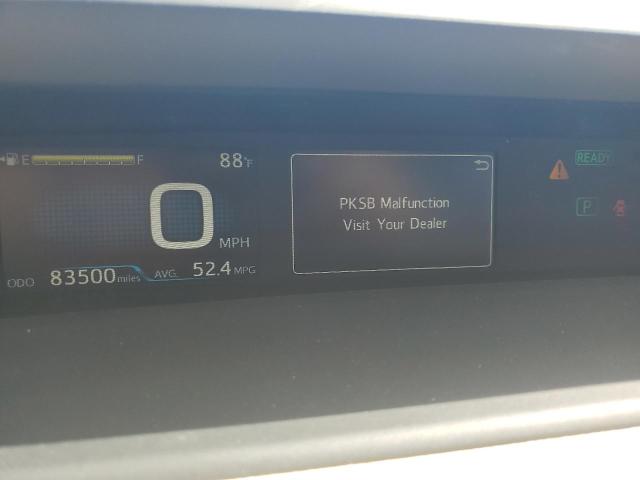 E F 88°F
READY
PKSB Malfunction
Visit Your Dealer
0 MPH
P
ODO 83500 miles AVG. 52.4 MPG